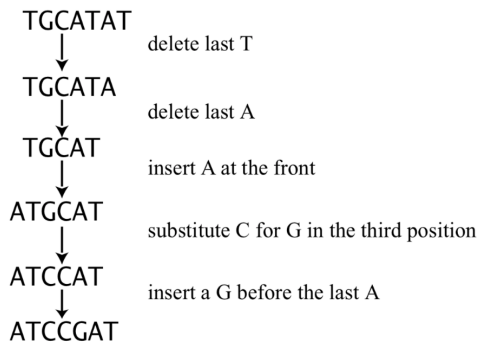 TGCATAT
delete last T
TGCATA
delete last A
TGCAT
insert A at the front
ATGCAT
substitute C for G in the third position
ATCCAT
insert a G before the last A
ATCCGAT